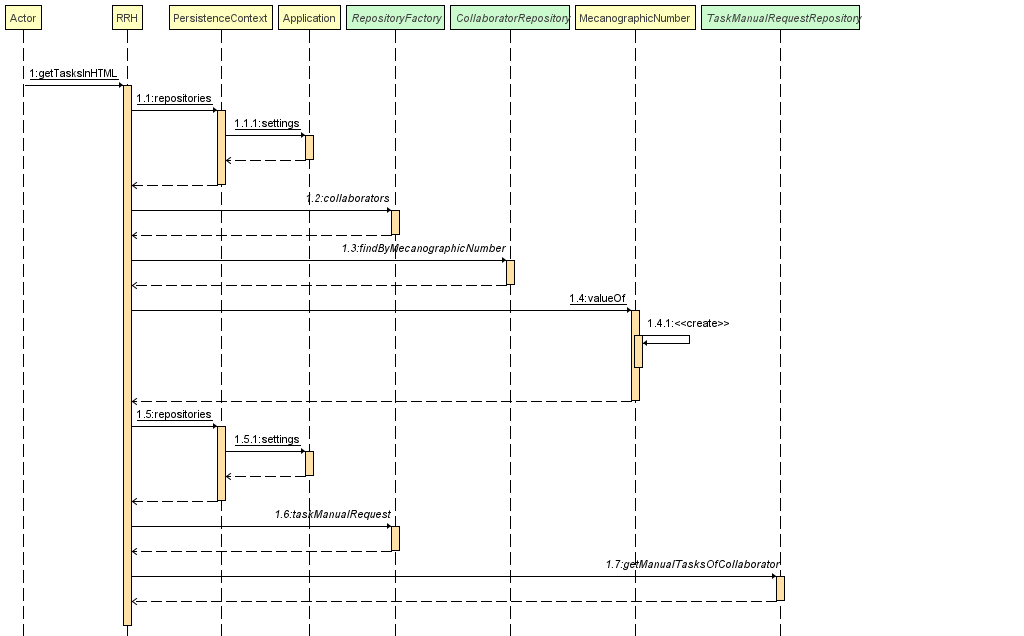 Actor
RRH
PersistenceContext
Application
RepositoryFactory
CollaboratorRepository
MecanographicNumber
TaskManualRequestRepository
1:getTasksInHTML
1.1:repositories
1.1.1:settings
1.2:collaborators
1.3:findByMecanographicNumber
1.4:valueOf
1.4.1:<<create>>
1.5:repositories
1.5.1:settings
1.6:taskManualRequest
1.7:getManualTasksOfCollaborator